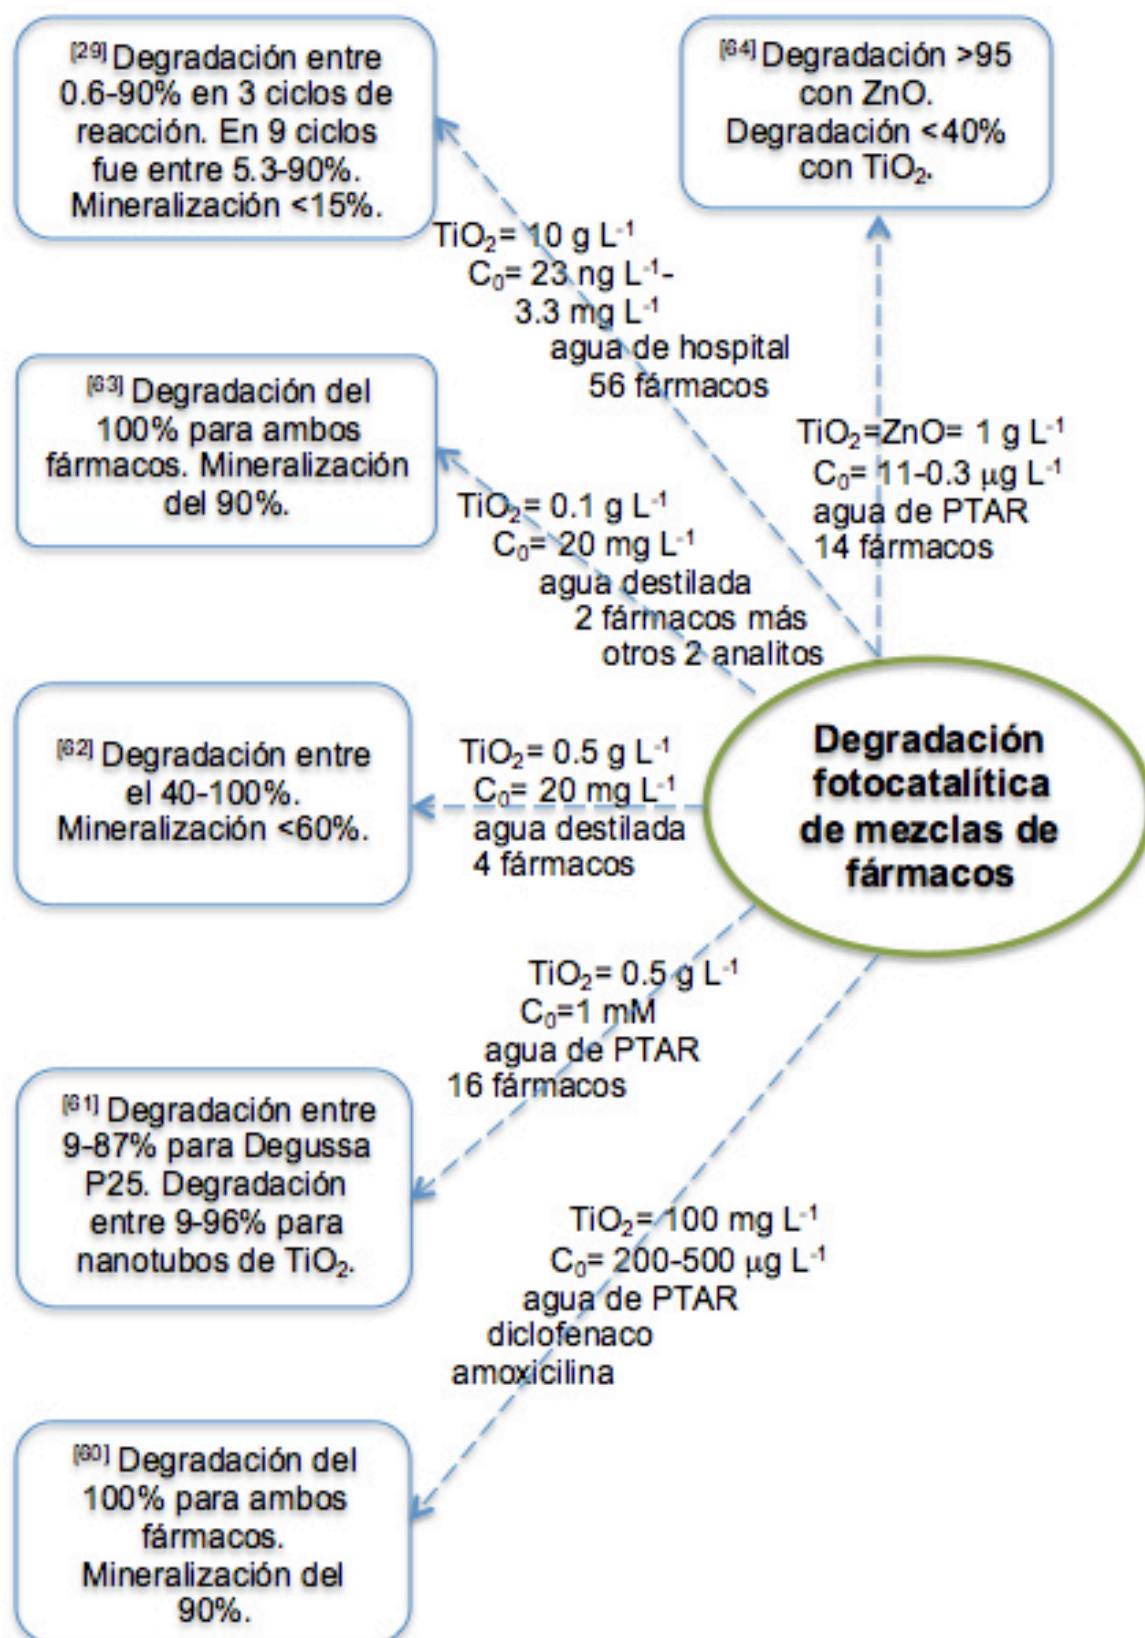 [29] Degradación entre
0.6-90% en 3 ciclos de
reacción. En 9 ciclos
fue entre 5.3-90%.
Mineralización <15%.
[64] Degradación >95
con ZnO.
Degradación <40%
con TiO₂.
TiO₂= 10 g L⁻¹
C₀= 23 ng L⁻¹-
3.3 mg L⁻¹
agua de hospital
56 fármacos
TiO₂=ZnO= 1 g L⁻¹
C₀= 11-0.3 µg L⁻¹
agua de PTAR
14 fármacos
[63] Degradación del
100% para ambos
fármacos. Mineralización
del 90%.
TiO₂= 0.1 g L⁻¹
C₀= 20 mg L⁻¹
agua destilada
2 fármacos más
otros 2 analitos
[62] Degradación entre
el 40-100%.
Mineralización <60%.
TiO₂= 0.5 g L⁻¹
C₀= 20 mg L⁻¹
agua destilada
4 fármacos
Degradación
fotocatalítica
de mezclas de
fármacos
TiO₂= 0.5 g L⁻¹
C₀=1 mM
agua de PTAR
16 fármacos
[61] Degradación entre
9-87% para Degussa
P25. Degradación
entre 9-96% para
nanotubos de TiO₂.
TiO₂= 100 mg L⁻¹
C₀= 200-500 µg L⁻¹
agua de PTAR
diclofenaco
amoxicilina
[60] Degradación del
100% para ambos
fármacos.
Mineralización del
90%.